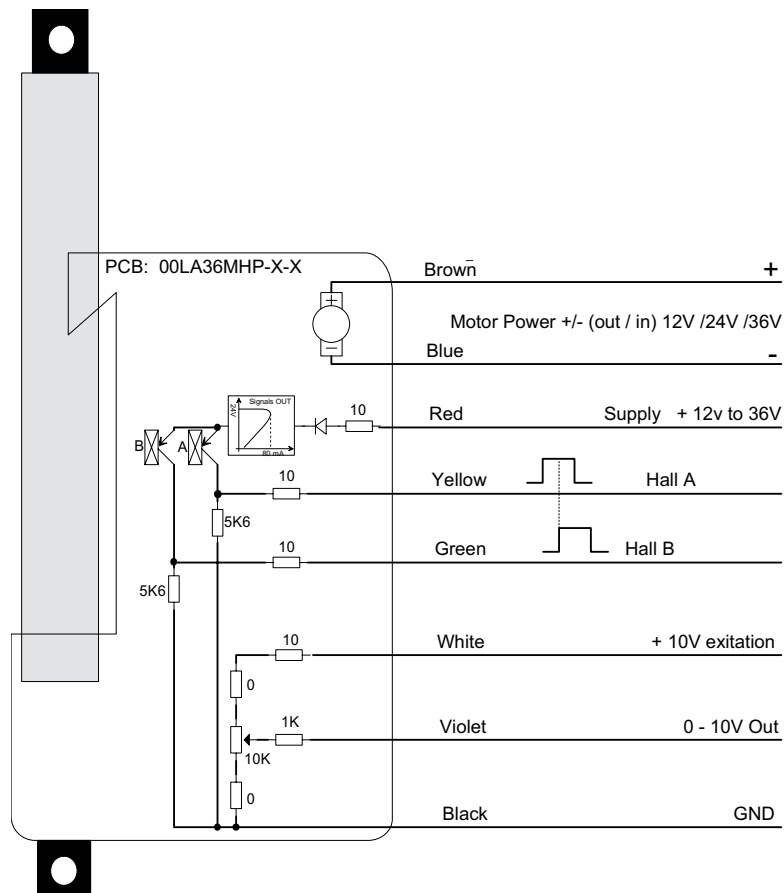 PCB: 00LA36MHP-X-X
Brown +
+
Motor Power +/- (out / in) 12V /24V /36V
−
Blue -
Signals OUT
24V
80 mA
10
Red Supply + 12v to 36V
B
A
10
Yellow Hall A
5K6
10
Green Hall B
5K6
10
White + 10V exitation
0
1K
Violet 0 - 10V Out
10K
0
Black GND